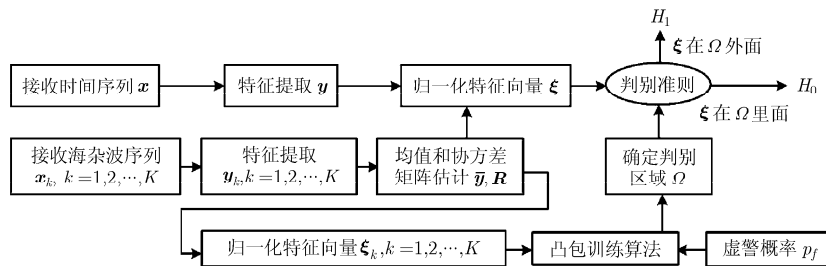 H₁
ξ在Ω外面
接收时间序列 x
特征提取 y
归一化特征向量 ξ
判别准则
H₀
ξ在Ω里面
接收海杂波序列
xₖ, k=1,2,⋯,K
特征提取
yₖ,k=1,2,⋯,K
均值和协方差
矩阵估计 ȳ, R
确定判别
区域 Ω
归一化特征向量ξₖ,k=1,2,⋯,K
凸包训练算法
虚警概率 p_f